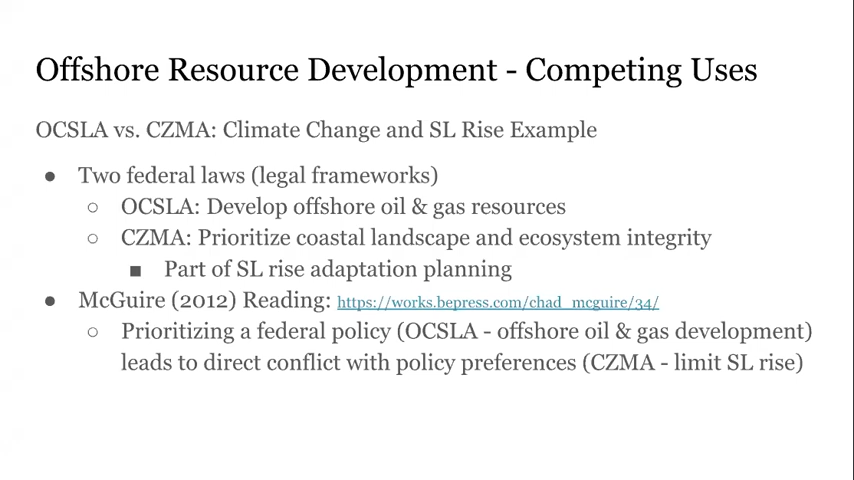 Offshore Resource Development - Competing Uses
OCSLA vs. CZMA: Climate Change and SL Rise Example
● Two federal laws (legal frameworks)
○ OCSLA: Develop offshore oil & gas resources
○ CZMA: Prioritize coastal landscape and ecosystem integrity
■ Part of SL rise adaptation planning
● McGuire (2012) Reading: https://works.bepress.com/chad_mcguire/34/
○ Prioritizing a federal policy (OCSLA - offshore oil & gas development)
leads to direct conflict with policy preferences (CZMA - limit SL rise)